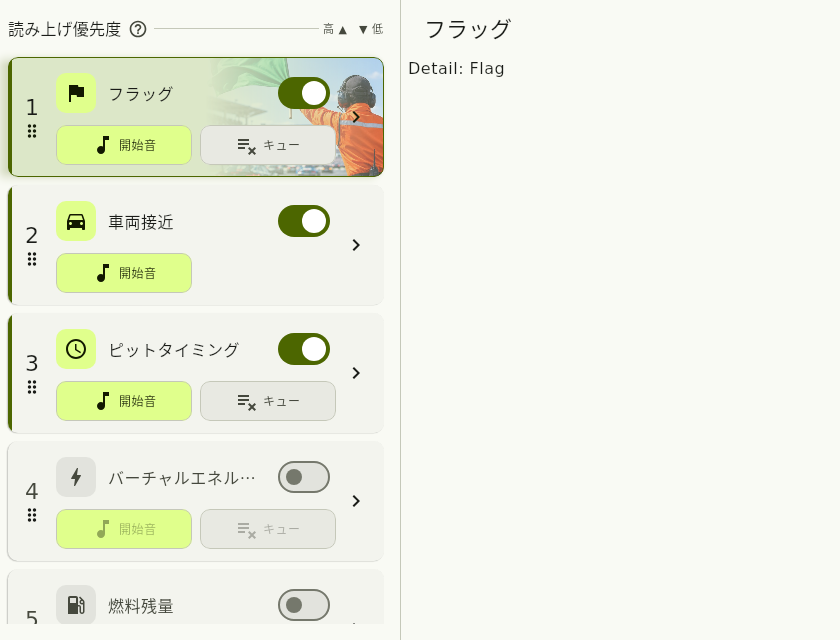 読み上げ優先度
高 ▲ ▼ 低
1
フラッグ
開始音
キュー
2
車両接近
開始音
3
ピットタイミング
開始音
キュー
4
バーチャルエネル…
開始音
キュー
5
燃料残量
フラッグ
Detail: Flag